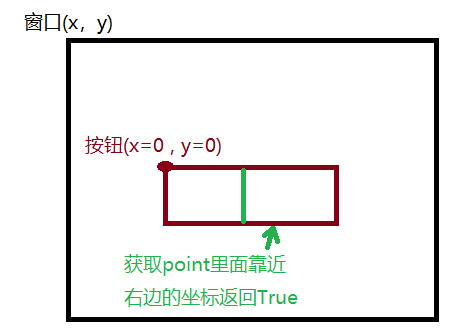 窗口(x，y)
按钮(x=0 , y=0)
获取point里面靠近
右边的坐标返回True